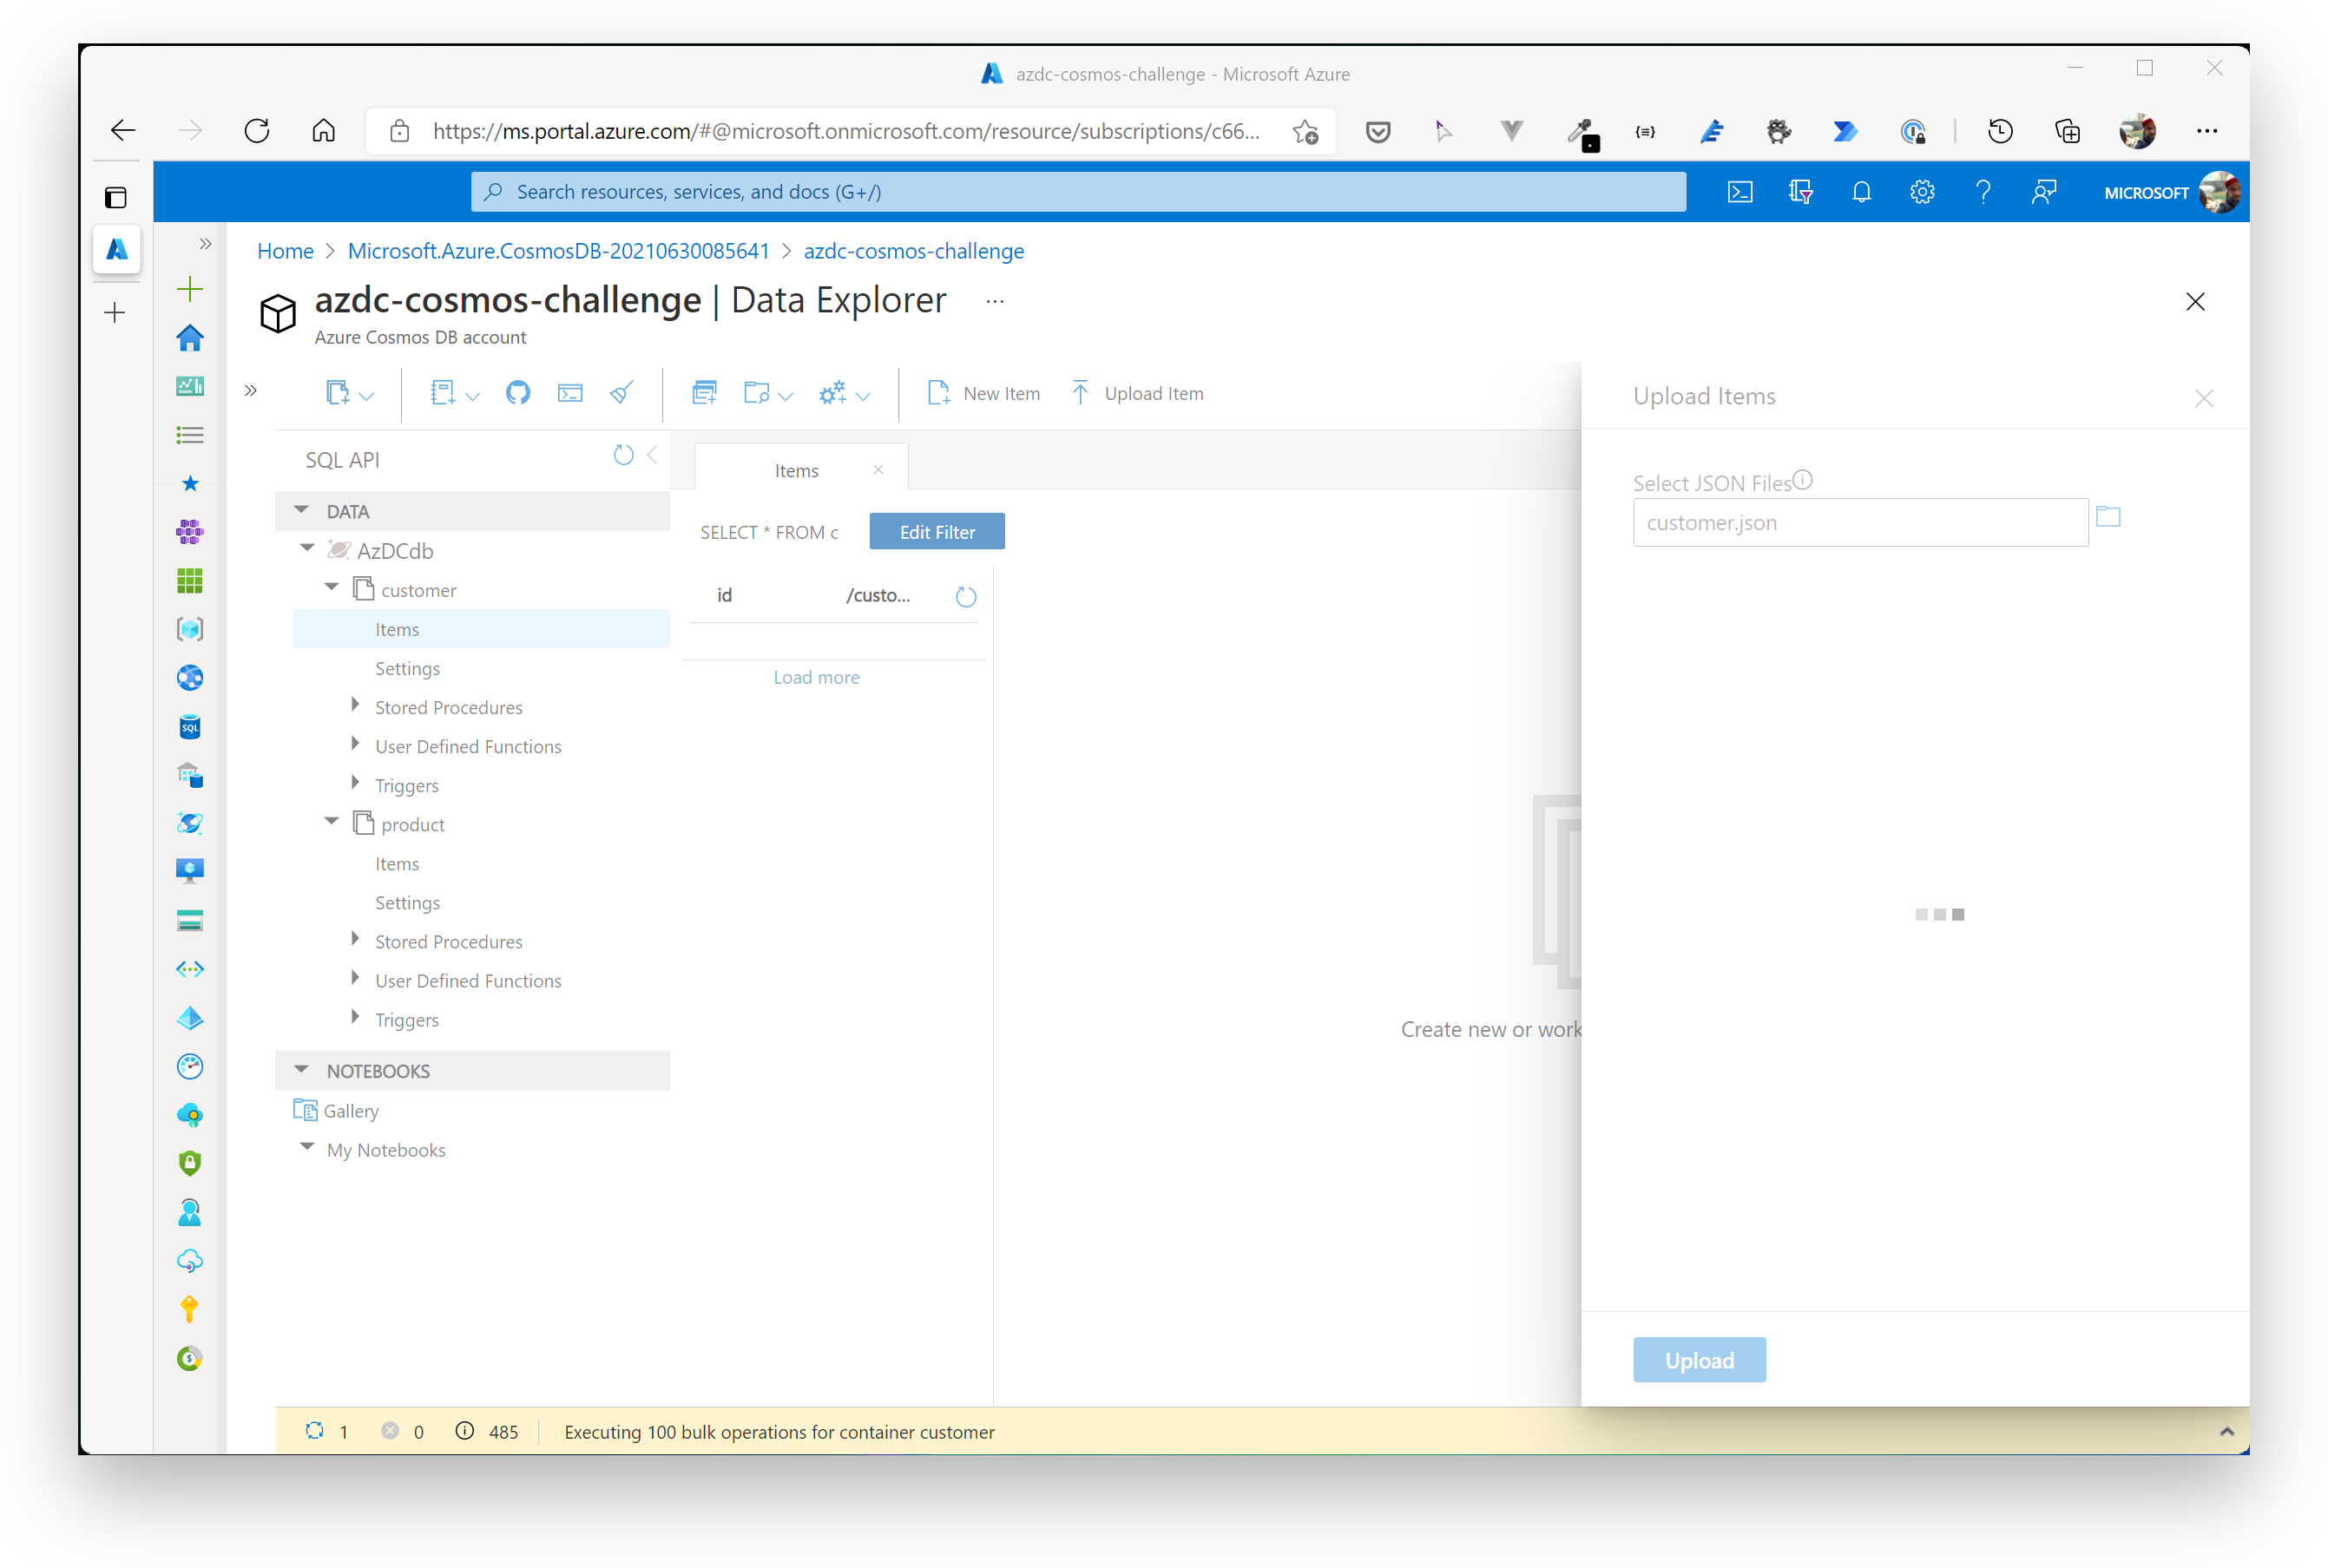 azdc-cosmos-challenge - Microsoft Azure
https://ms.portal.azure.com/#@microsoft.onmicrosoft.com/resource/subscriptions/c66...
Search resources, services, and docs (G+/)
MICROSOFT
Home > Microsoft.Azure.CosmosDB-20210630085641 > azdc-cosmos-challenge
azdc-cosmos-challenge | Data Explorer ...
Azure Cosmos DB account
New Item
Upload Item
SQL API
DATA
AzDCdb
customer
Items
Settings
Stored Procedures
User Defined Functions
Triggers
product
Items
Settings
Stored Procedures
User Defined Functions
Triggers
NOTEBOOKS
Gallery
My Notebooks
Items
SELECT * FROM c
Edit Filter
id /custo...
Load more
Create new or work
Upload Items
Select JSON Files
customer.json
Upload
1 0 485 Executing 100 bulk operations for container customer
SQL